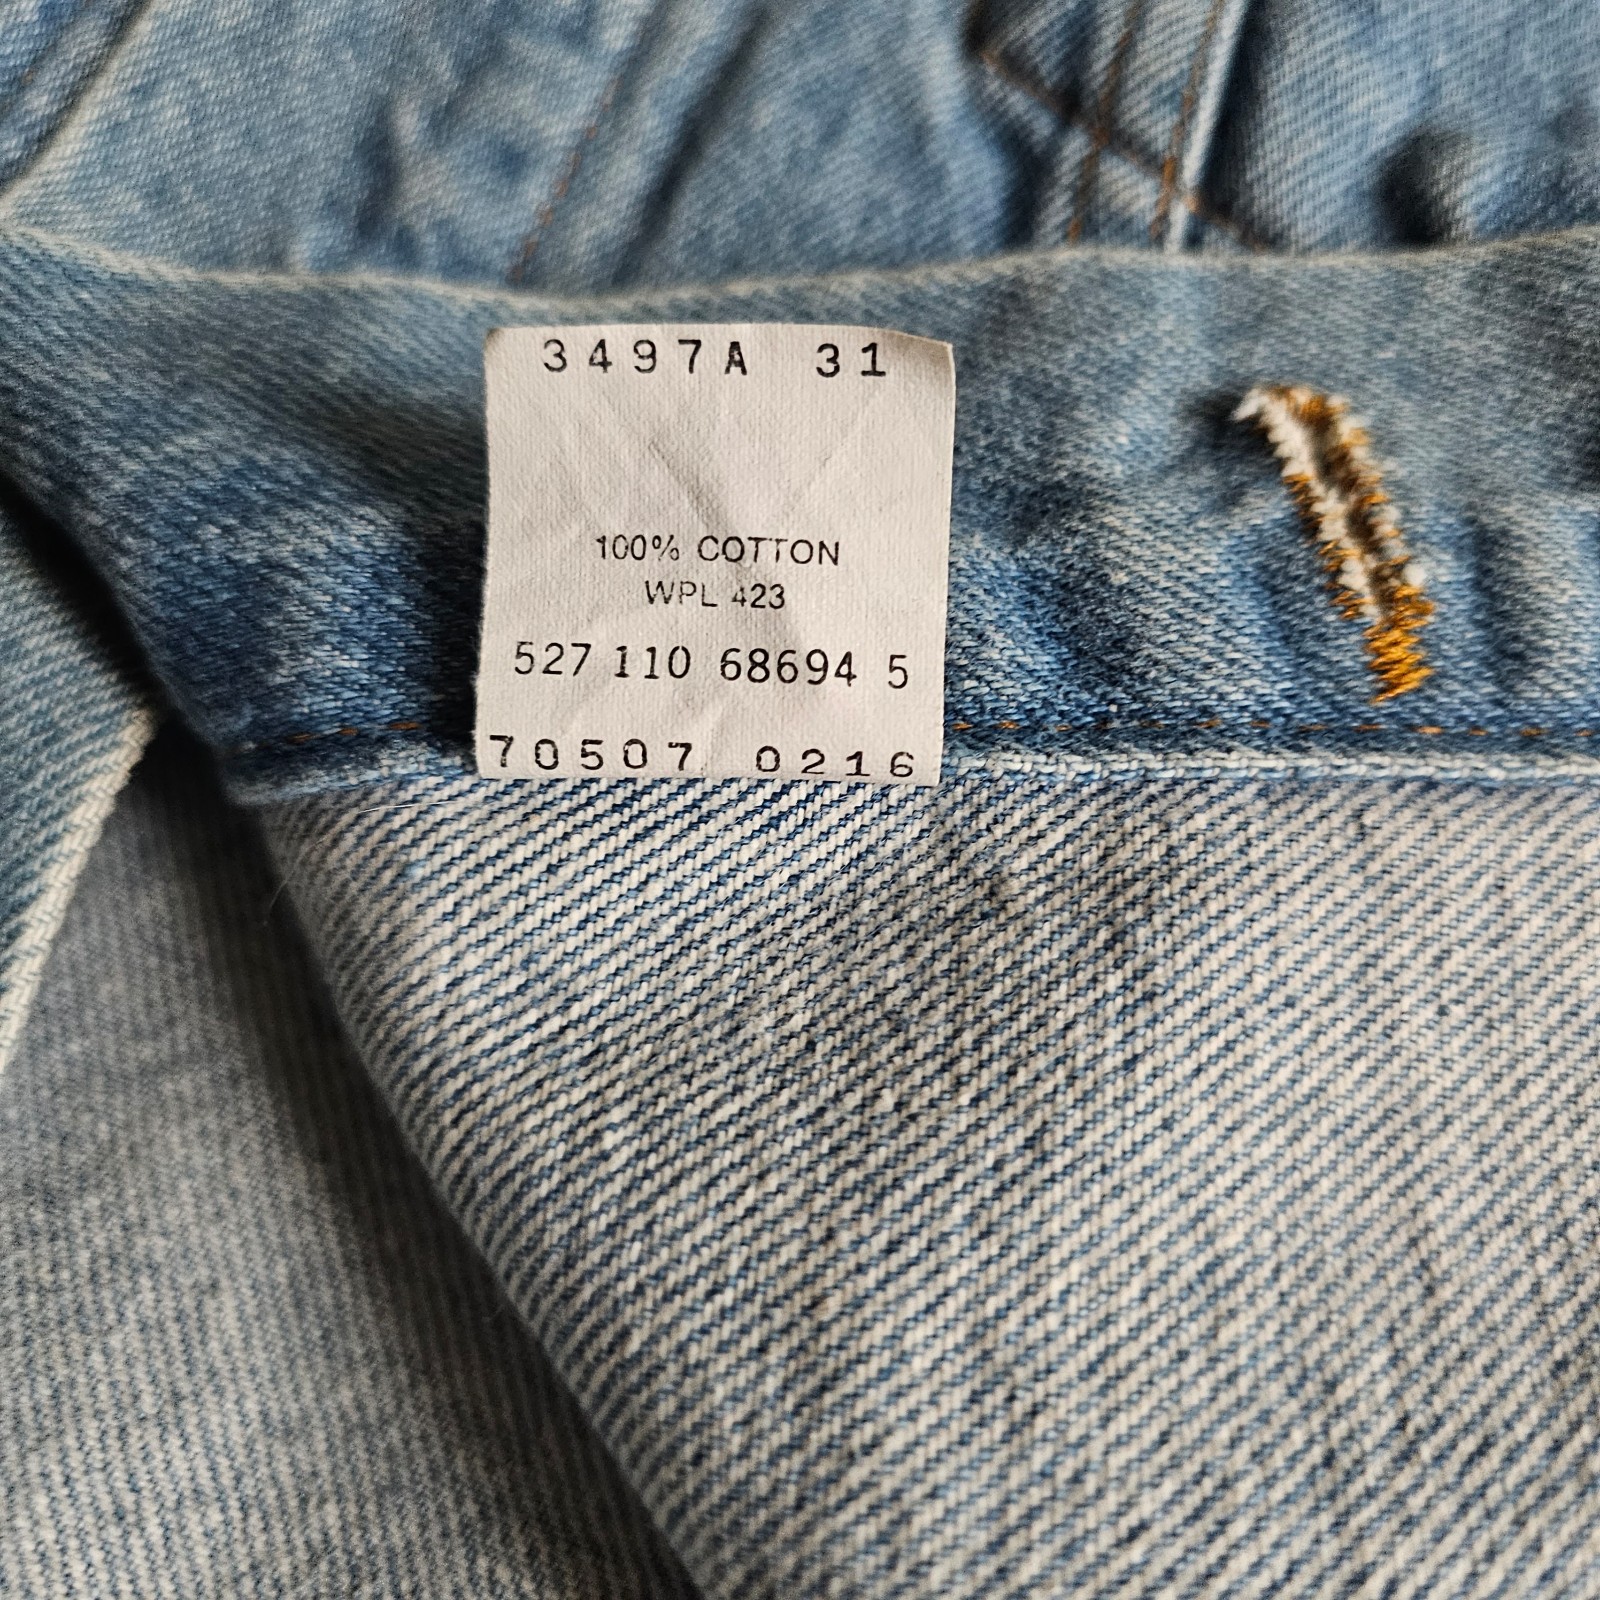 3497A 31
100% COTTON
WPL 423
527 110 68694 5
70507 0216